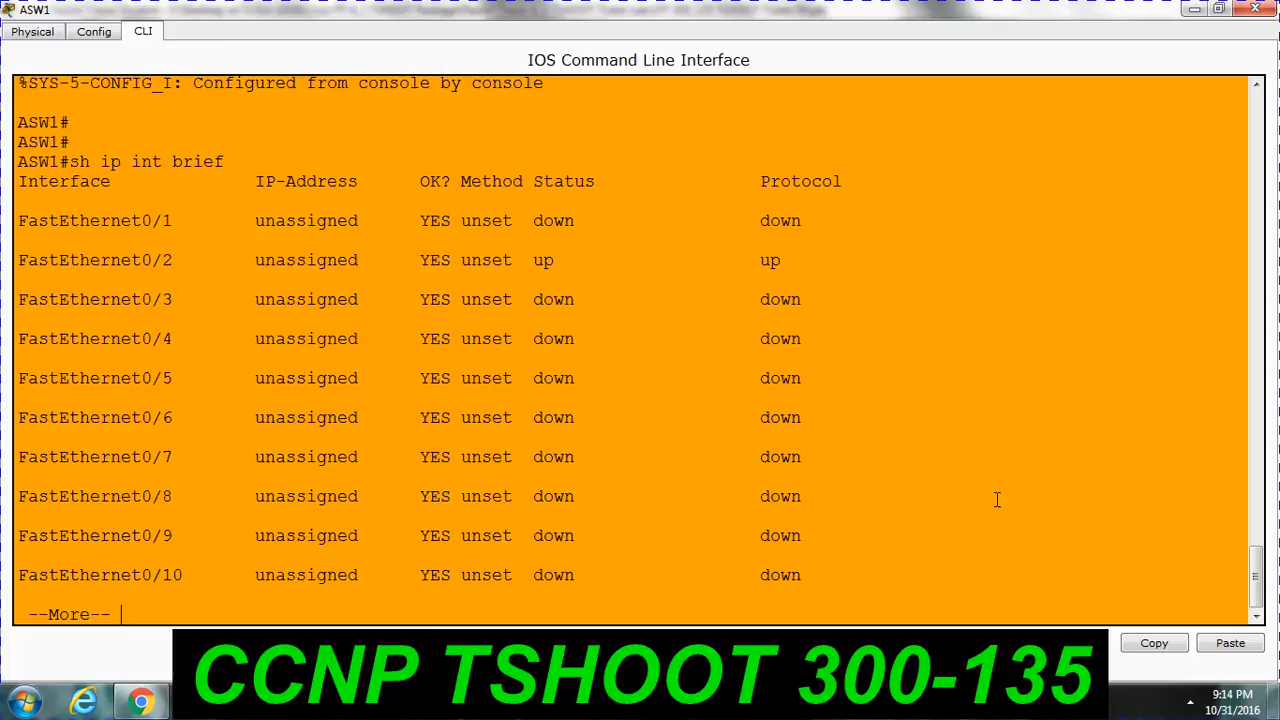 ASW1
Physical Config CLI
IOS Command Line Interface
%SYS-5-CONFIG_I: Configured from console by console
ASW1#
ASW1#
ASW1#sh ip int brief
Interface IP-Address OK? Method Status Protocol
FastEthernet0/1 unassigned YES unset down down
FastEthernet0/2 unassigned YES unset up up
FastEthernet0/3 unassigned YES unset down down
FastEthernet0/4 unassigned YES unset down down
FastEthernet0/5 unassigned YES unset down down
FastEthernet0/6 unassigned YES unset down down
FastEthernet0/7 unassigned YES unset down down
FastEthernet0/8 unassigned YES unset down down
FastEthernet0/9 unassigned YES unset down down
FastEthernet0/10 unassigned YES unset down down
--More--
Copy Paste
CCNP TSHOOT 300-135
9:14 PM
10/31/2016